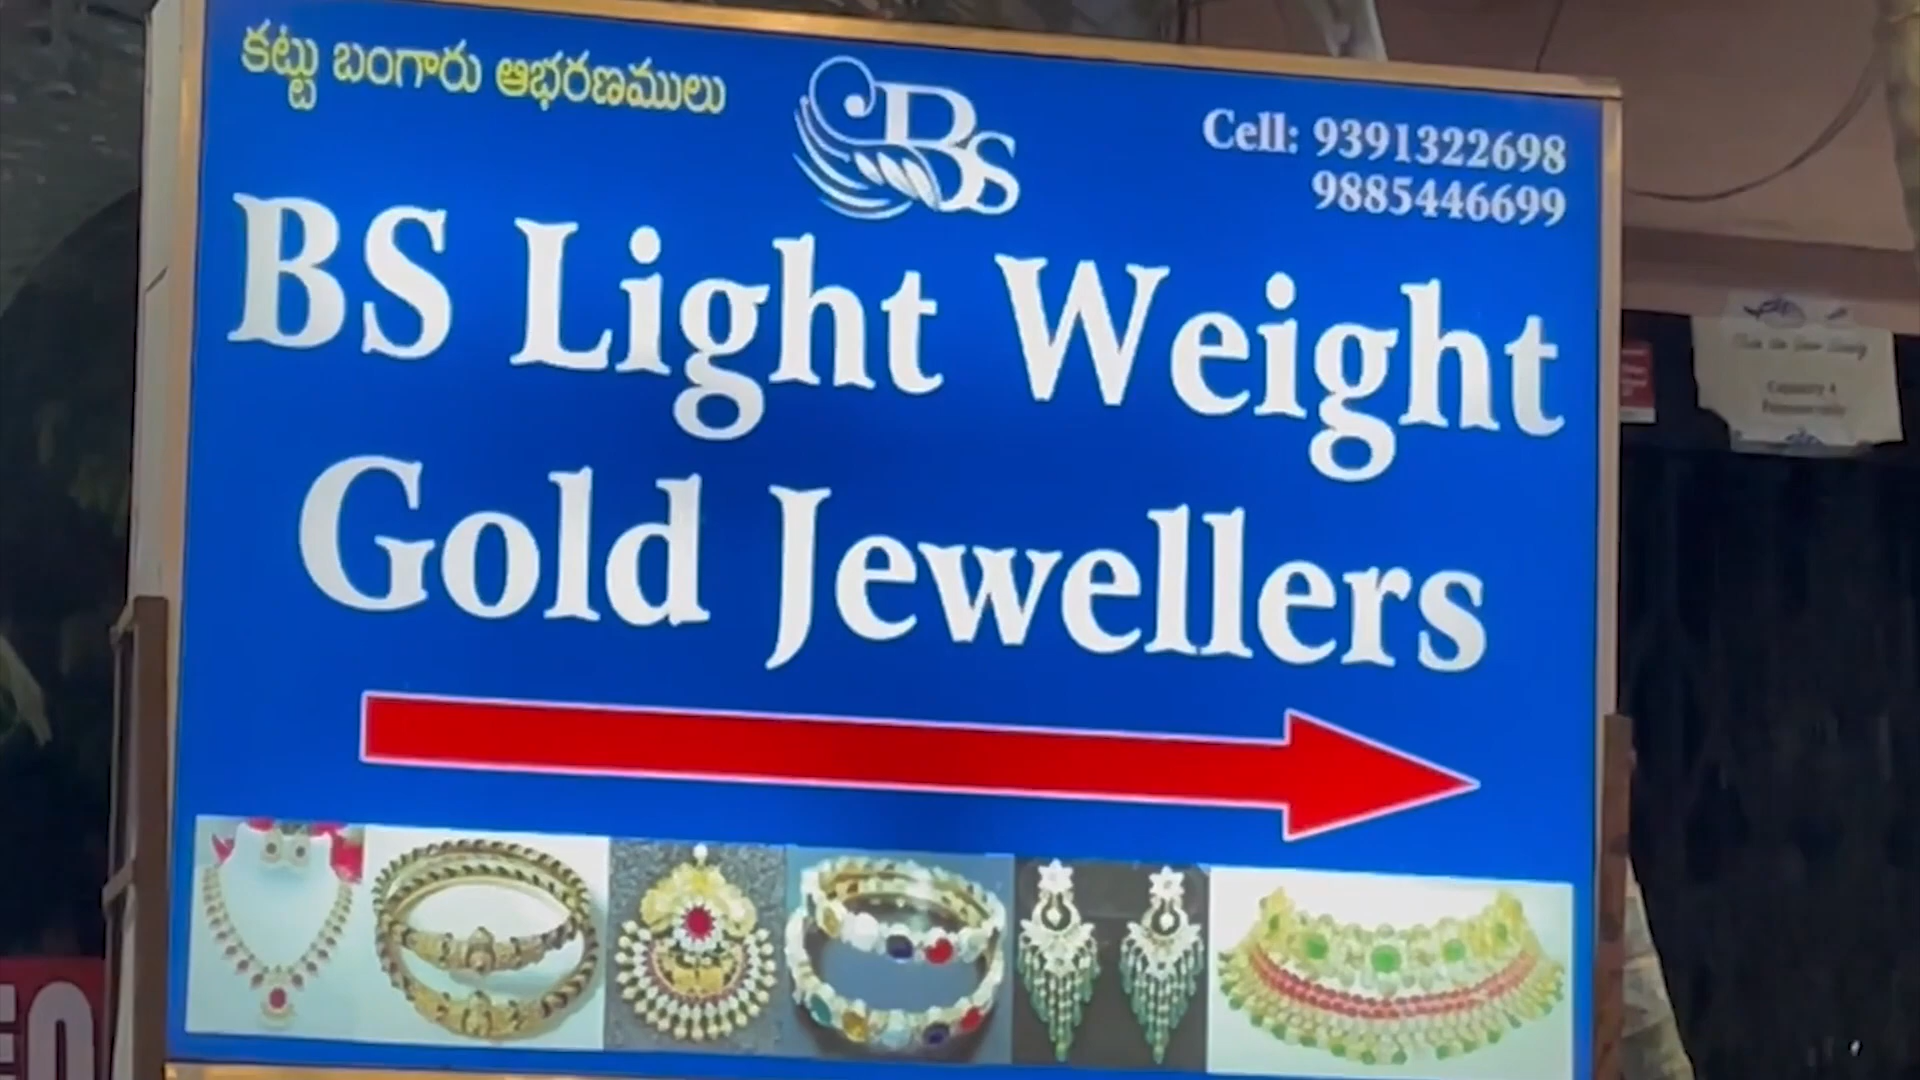 కట్టు బంగారు ఆభరణములు
BS
Cell: 9391322698
9885446699
BS Light Weight
Gold Jewellers